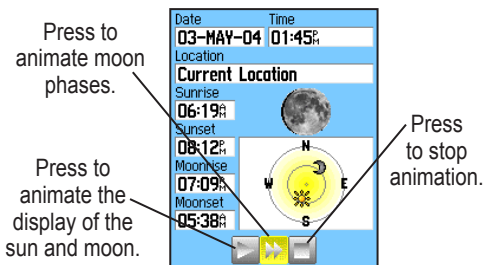 Press to
animate moon
phases.
Press to
animate the
display of the
sun and moon.
Date Time
03-MAY-04 01:45PM
Location
Current Location
Sunrise
06:19AM
Sunset
08:12PM
Moonrise
07:09PM
Moonset
05:38AM
N
W E
S
Press
to stop
animation.